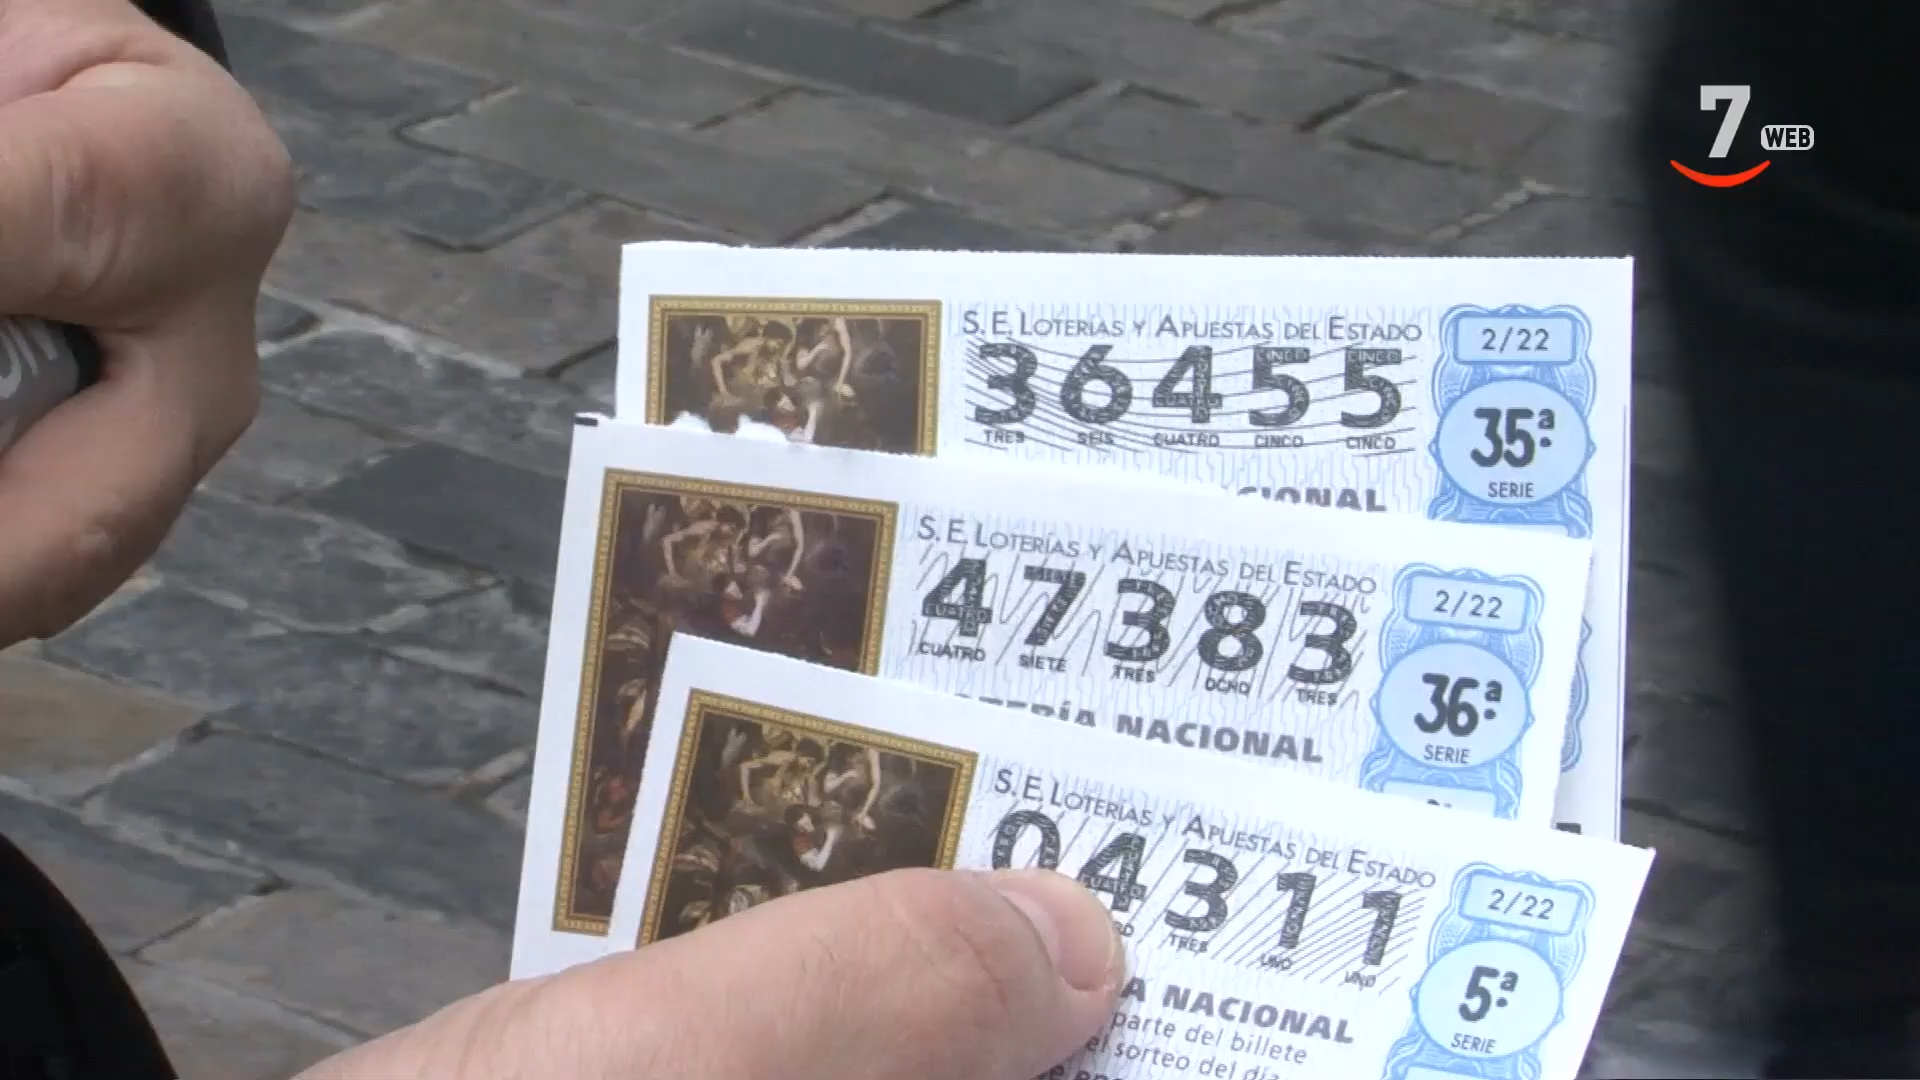 7 WEB
S.E. LOTERÍAS Y APUESTAS DEL ESTADO
36455
TRES SEIS CUATRO CINCO CINCO
2/22
35ª
SERIE
S.E. LOTERÍAS Y APUESTAS DEL ESTADO
47383
CUATRO SIETE TRES OCHO TRES
NACIONAL
2/22
36ª
SERIE
S.E. LOTERÍAS Y APUESTAS DEL ESTADO
04311
TRES UNO UNO
NACIONAL
parte del billete
el sorteo del
2/22
5ª
SERIE